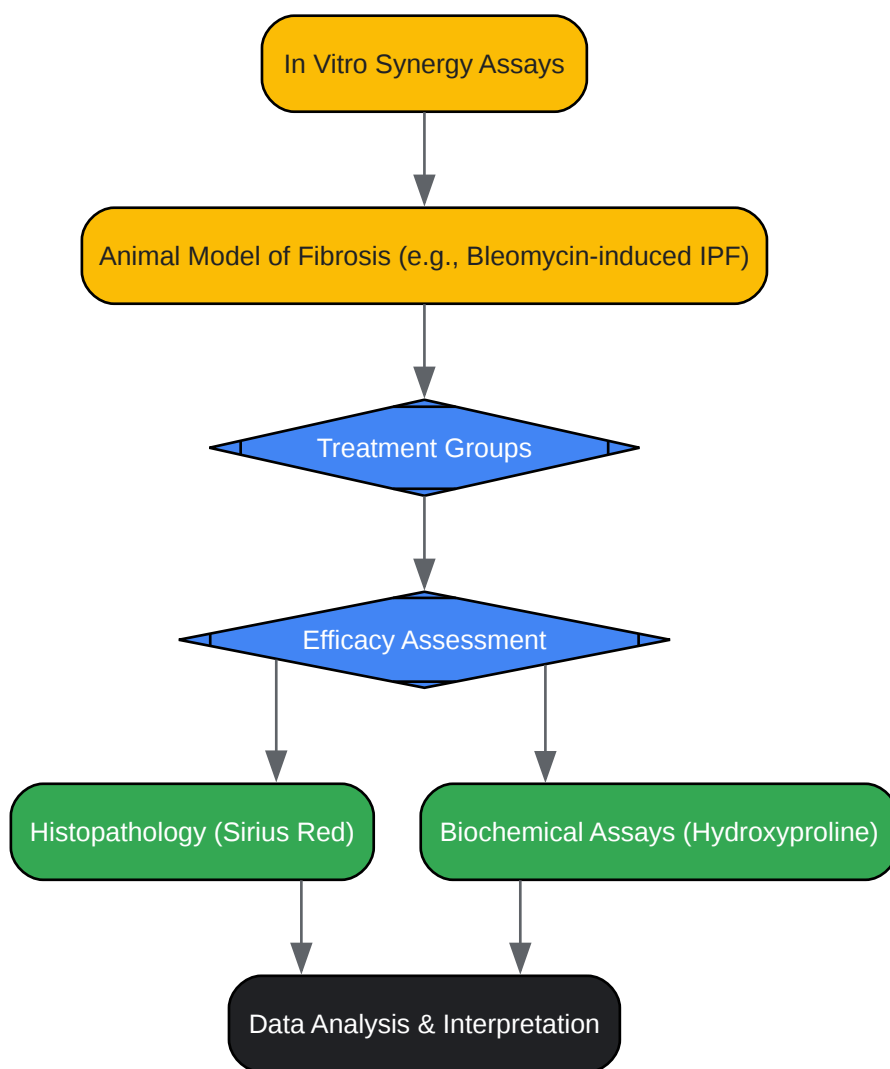 In Vitro Synergy Assays
Animal Model of Fibrosis (e.g., Bleomycin-induced IPF)
Treatment Groups
Efficacy Assessment
Histopathology (Sirius Red)
Biochemical Assays (Hydroxyproline)
Data Analysis & Interpretation